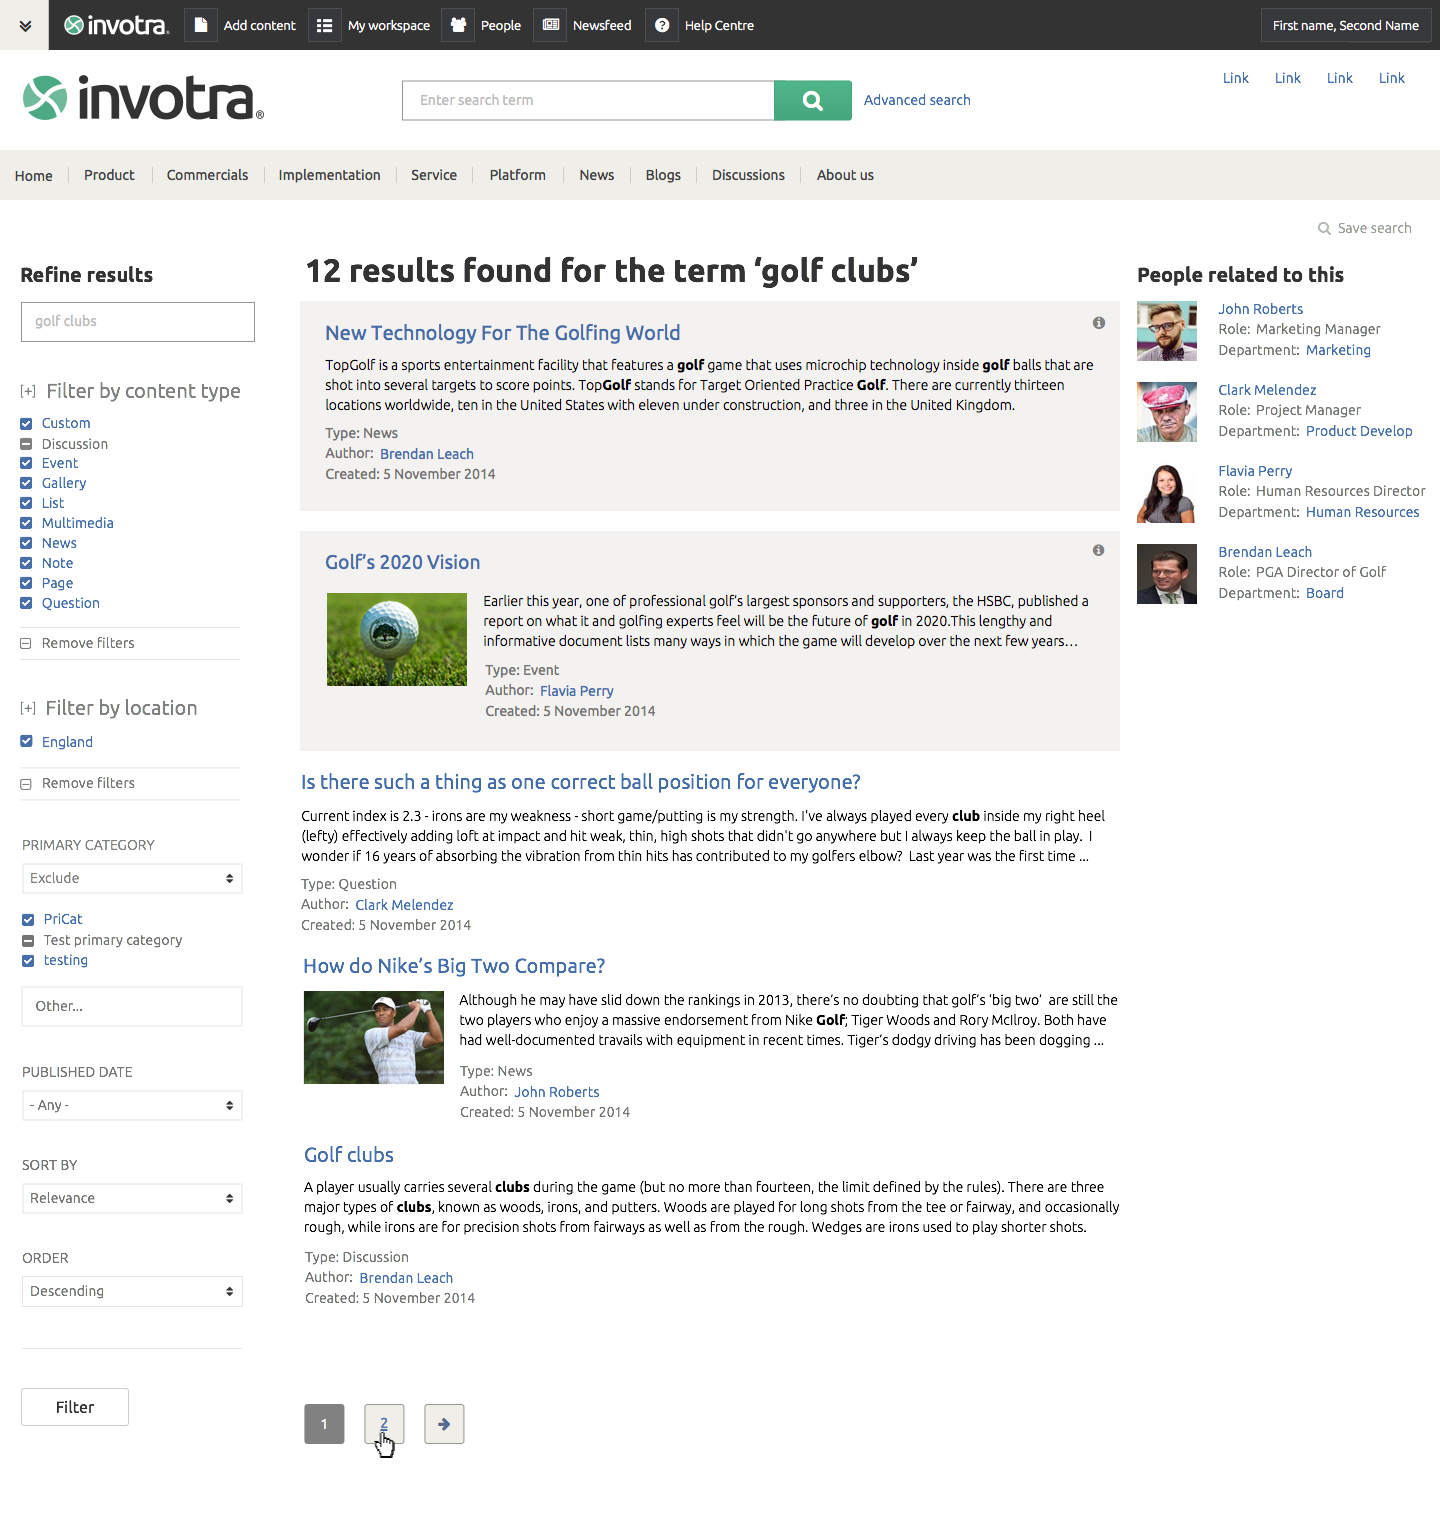 invotra.
Add content
My workspace
People
Newsfeed
Help Centre
First name, Second Name
invotra®
Enter search term
Advanced search
Link
Link
Link
Link
Home
Product
Commercials
Implementation
Service
Platform
News
Blogs
Discussions
About us
Save search
Refine results
golf clubs
[+] Filter by content type
Custom
Discussion
Event
Gallery
List
Multimedia
News
Note
Page
Question
Remove filters
[+] Filter by location
England
Remove filters
PRIMARY CATEGORY
Exclude
PriCat
Test primary category
testing
Other...
PUBLISHED DATE
- Any -
SORT BY
Relevance
ORDER
Descending
Filter
12 results found for the term ‘golf clubs’
New Technology For The Golfing World
TopGolf is a sports entertainment facility that features a golf game that uses microchip technology inside golf balls that are
shot into several targets to score points. TopGolf stands for Target Oriented Practice Golf. There are currently thirteen
locations worldwide, ten in the United States with eleven under construction, and three in the United Kingdom.
Type: News
Author: Brendan Leach
Created: 5 November 2014
Golf’s 2020 Vision
Earlier this year, one of professional golf’s largest sponsors and supporters, the HSBC, published a
report on what it and golfing experts feel will be the future of golf in 2020.This lengthy and
informative document lists many ways in which the game will develop over the next few years…
Type: Event
Author: Flavia Perry
Created: 5 November 2014
Is there such a thing as one correct ball position for everyone?
Current index is 2.3 - irons are my weakness - short game/putting is my strength. I've always played every club inside my right heel
(lefty) effectively adding loft at impact and hit weak, thin, high shots that didn't go anywhere but I always keep the ball in play. I
wonder if 16 years of absorbing the vibration from thin hits has contributed to my golfers elbow? Last year was the first time ...
Type: Question
Author: Clark Melendez
Created: 5 November 2014
How do Nike’s Big Two Compare?
Although he may have slid down the rankings in 2013, there’s no doubting that golf’s ‘big two’ are still the
two players who enjoy a massive endorsement from Nike Golf; Tiger Woods and Rory McIlroy. Both have
had well-documented travails with equipment in recent times. Tiger’s dodgy driving has been dogging ...
Type: News
Author: John Roberts
Created: 5 November 2014
Golf clubs
A player usually carries several clubs during the game (but no more than fourteen, the limit defined by the rules). There are three
major types of clubs, known as woods, irons, and putters. Woods are played for long shots from the tee or fairway, and occasionally
rough, while irons are for precision shots from fairways as well as from the rough. Wedges are irons used to play shorter shots.
Type: Discussion
Author: Brendan Leach
Created: 5 November 2014
1
2
People related to this
John Roberts
Role: Marketing Manager
Department: Marketing
Clark Melendez
Role: Project Manager
Department: Product Develop
Flavia Perry
Role: Human Resources Director
Department: Human Resources
Brendan Leach
Role: PGA Director of Golf
Department: Board